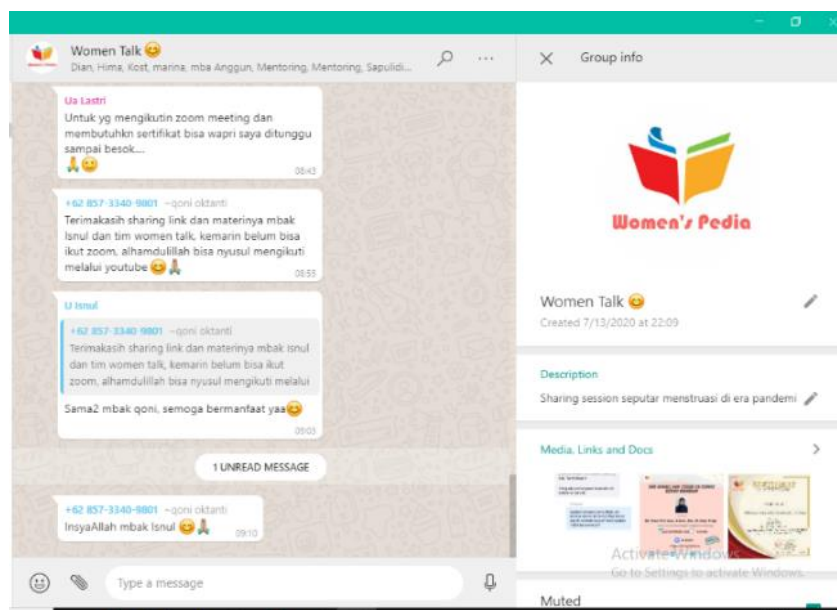 Women Talk 😊
Dian, Hima, Kost, marina, mba Anggun, Mentoring, Mentoring, Sapulidi...
Ua Lastri
Untuk yg mengikutin zoom meeting dan
membutuhkn sertifikat bisa wapri saya ditunggu
sampai besok....
🙏😊
08:43
+62 857-3340-9801 ~qoni oktanti
Terimakasih sharing link dan materinya mbak
Isnul dan tim women talk, kemarin belum bisa
ikut zoom, alhamdulillah bisa nyusul mengikuti
melalui youtube 😊🙏
08:55
U Isnul
+62 857-3340-9801 ~qoni oktanti
Terimakasih sharing link dan materinya mbak Isnul
dan tim women talk, kemarin belum bisa ikut
zoom, alhamdulillah bisa nyusul mengikuti melalui
Sama2 mbak qoni, semoga bermanfaat yaa😊
09:03
1 UNREAD MESSAGE
+62 857-3340-9801 ~qoni oktanti
InsyaAllah mbak Isnul 😊🙏
09:10
Type a message
Group info
Women's Pedia
Women Talk 😊
Created 7/13/2020 at 22:09
Description
Sharing session seputar menstruasi di era pandemi
Media, Links and Docs
Activate Windows
Go to Settings to activate Windows.
Muted